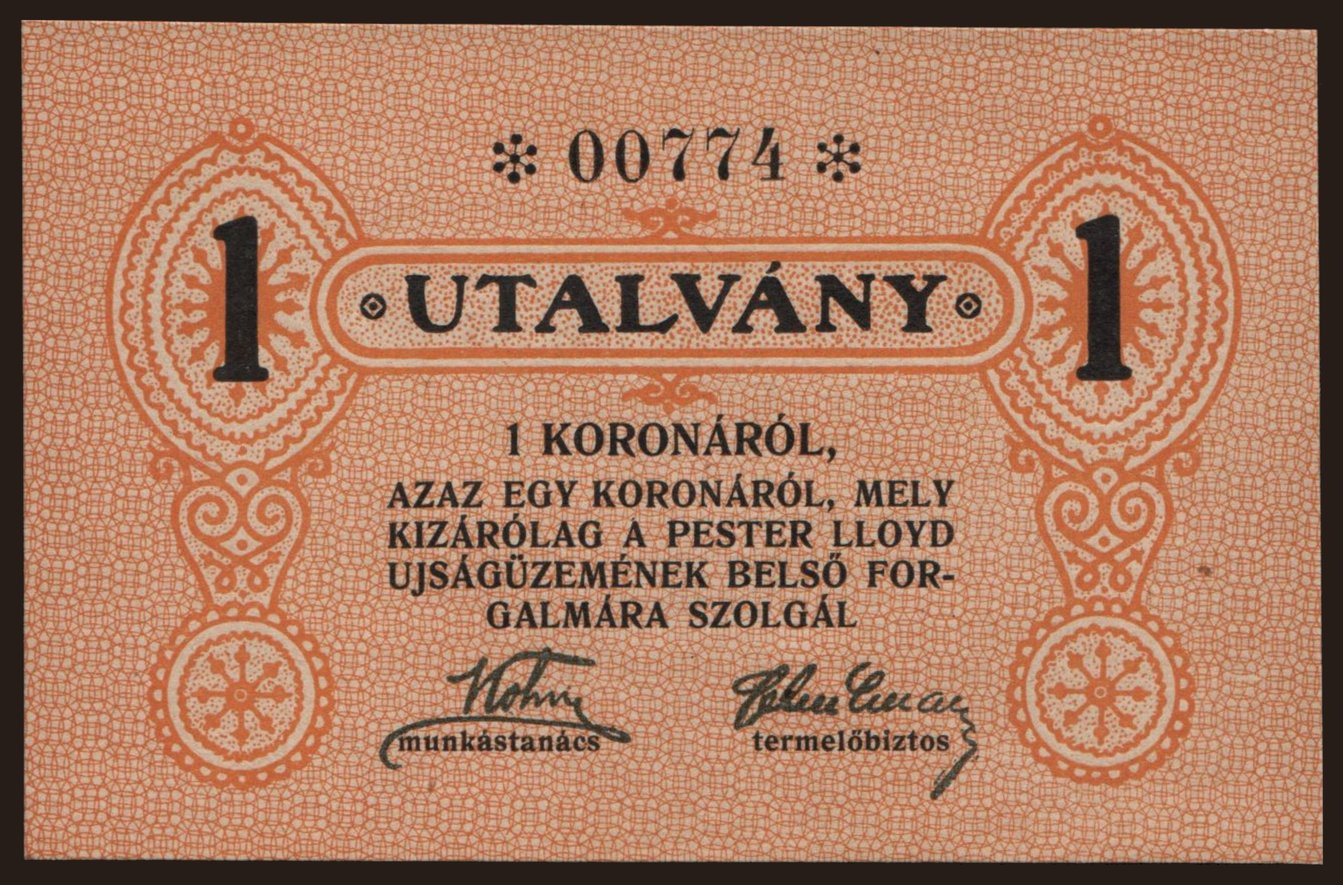 * 00774 *
1 UTALVÁNY 1
1 KORONÁRÓL,
AZAZ EGY KORONÁRÓL, MELY
KIZÁRÓLAG A PESTER LLOYD
UJSÁGÜZEMÉNEK BELSŐ FOR-
GALMÁRA SZOLGÁL
munkástanács termelőbiztos